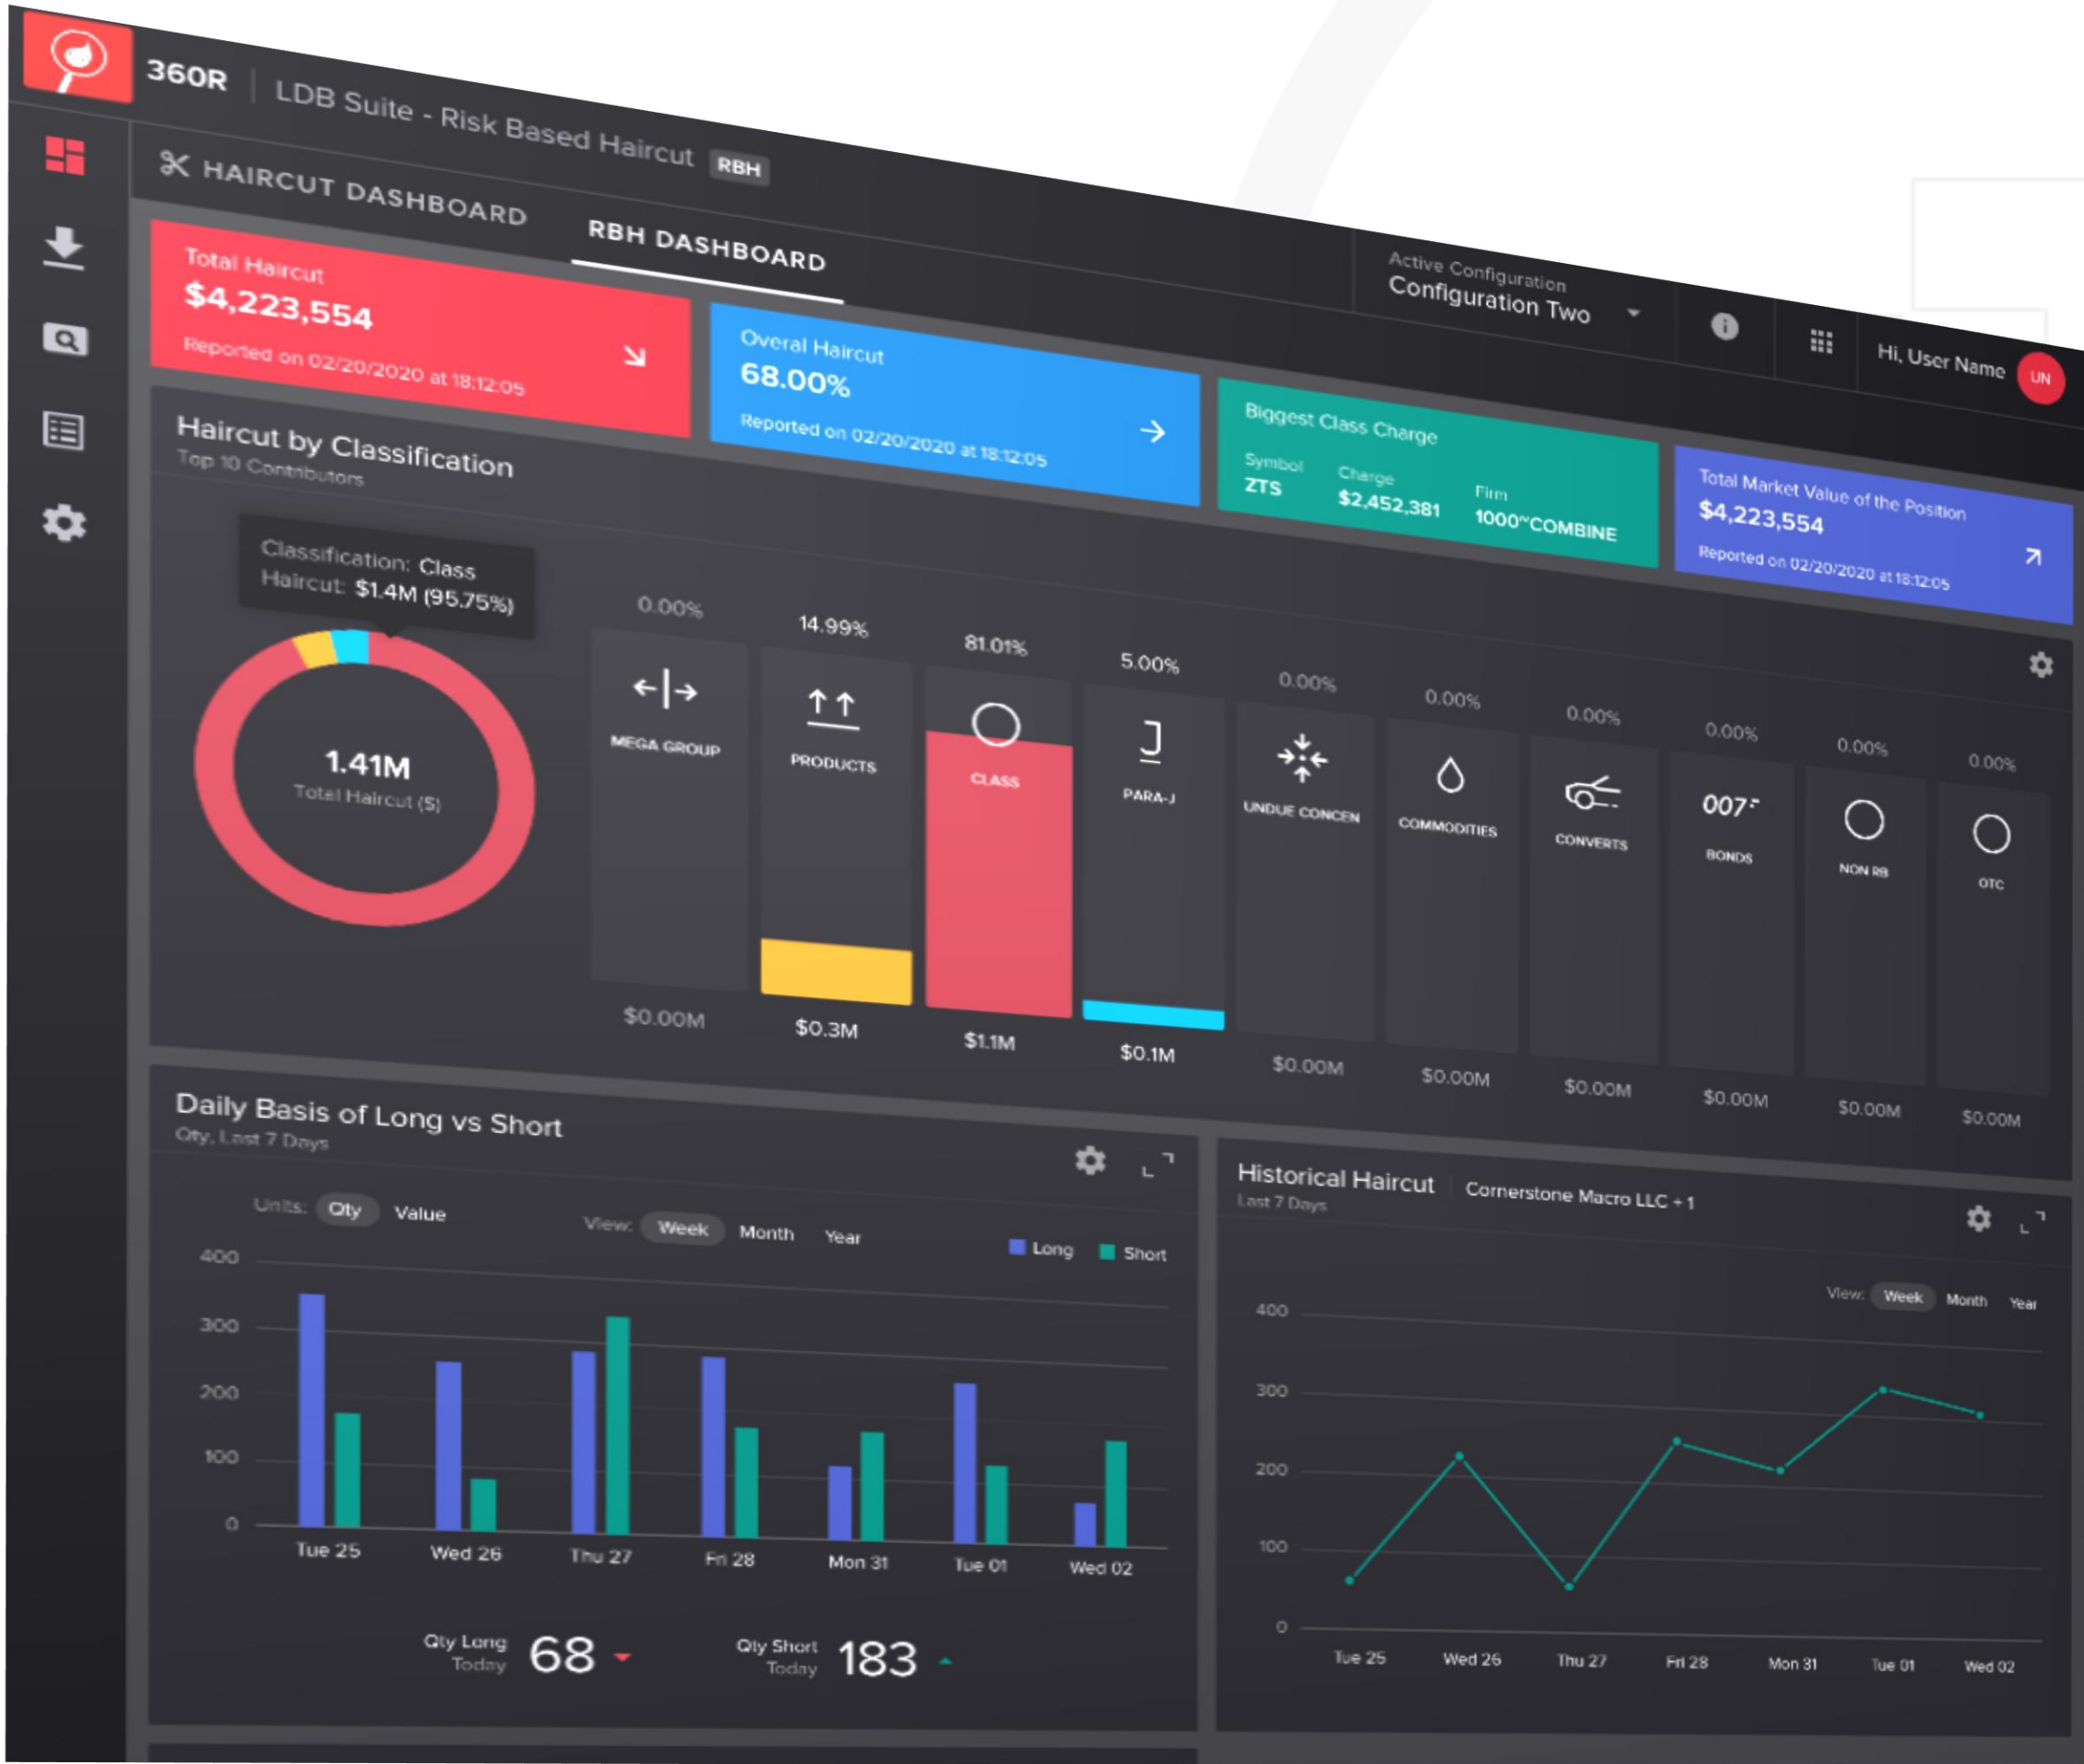 360R
LDB Suite - Risk Based Haircut RBH
HAIRCUT DASHBOARD
RBH DASHBOARD
Active Configuration
Configuration Two
Hi, User Name
UN
Total Haircut
$4,223,554
Reported on 02/20/2020 at 18:12:05
Overal Haircut
68.00%
Reported on 02/20/2020 at 18:12:05
Biggest Class Charge
Symbol Charge Firm
ZTS $2,452,381 1000~COMBINE
Total Market Value of the Position
$4,223,554
Reported on 02/20/2020 at 18:12:05
Haircut by Classification
Top 10 Contributors
Classification: Class
Haircut: $1.4M (95.75%)
1.41M
Total Haircut ($)
0.00% 14.99% 81.01% 5.00% 0.00% 0.00% 0.00% 0.00% 0.00% 0.00%
007
MEGA GROUP PRODUCTS CLASS PARA-J UNDUE CONCEN COMMODITIES CONVERTS BONDS NON RB OTC
$0.00M $0.3M $1.1M $0.1M $0.00M $0.00M $0.00M $0.00M $0.00M $0.00M
Daily Basis of Long vs Short
Qty, Last 7 Days
Units: Qty Value
View: Week Month Year
Long Short
400
300
200
100
0
Tue 25 Wed 26 Thu 27 Fri 28 Mon 31 Tue 01 Wed 02
Qty Long
Today
68
Qty Short
Today
183
Historical Haircut Cornerstone Macro LLC + 1
Last 7 Days
View: Week Month Year
400
300
200
100
0
Tue 25 Wed 26 Thu 27 Fri 28 Mon 31 Tue 01 Wed 02